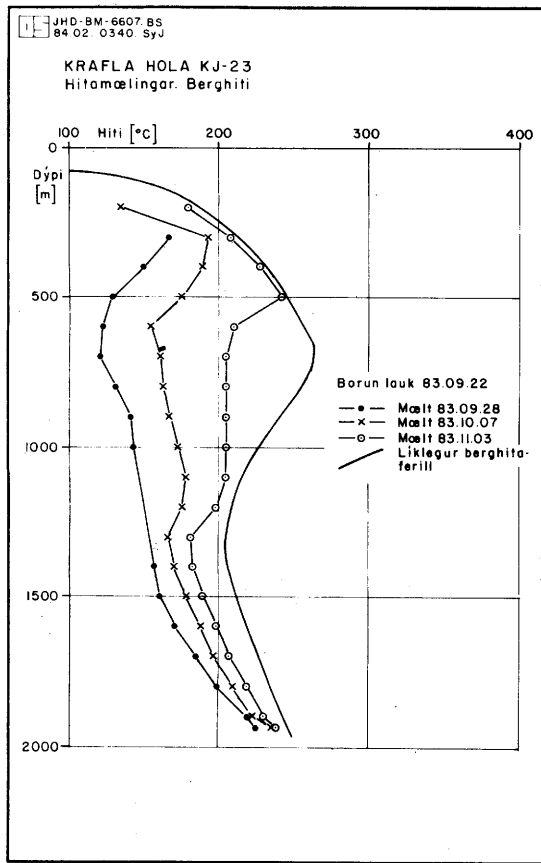 JHD-BM-6607. BS
84.02. 0340. SyJ
KRAFLA HOLA KJ-23
Hitamælingar. Berghiti
Hiti [°C]
100
200
300
400
Dýpi
[m]
0
500
1000
1500
2000
Borun lauk 83.09.22
Mælt 83.09.28
Mælt 83.10.07
Mælt 83.11.03
Líklegur berghita-
ferill